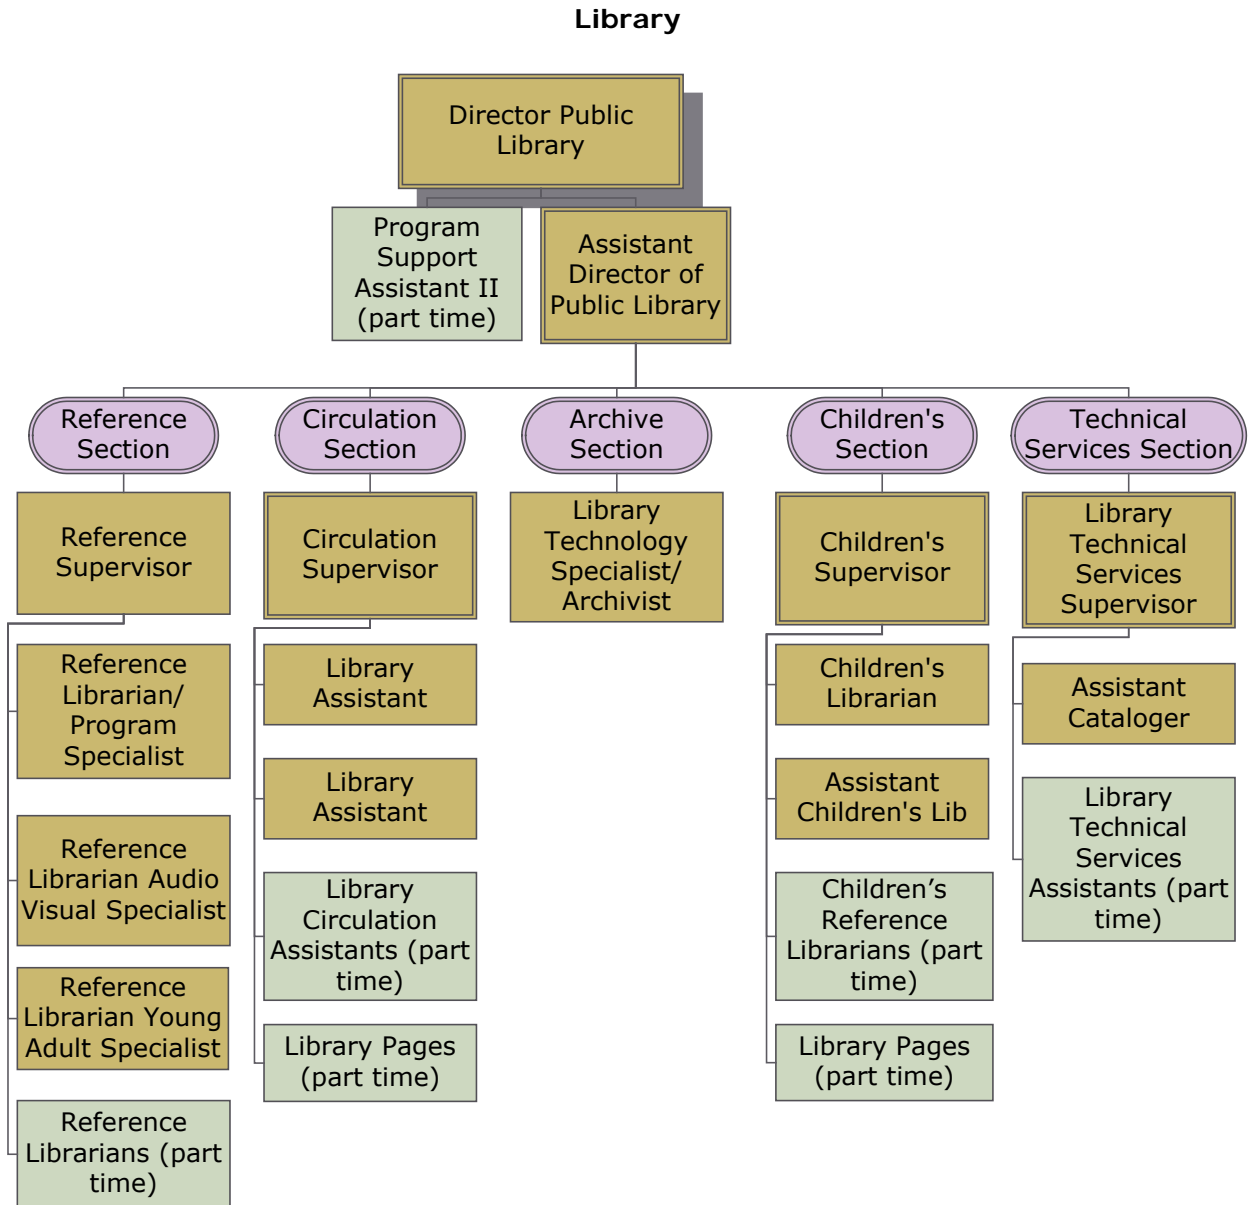 Library
Director Public
Library
Program
Support
Assistant II
(part time)
Assistant
Director of
Public Library
Reference
Section
Circulation
Section
Archive
Section
Children's
Section
Technical
Services Section
Reference
Supervisor
Circulation
Supervisor
Library
Technology
Specialist/
Archivist
Children's
Supervisor
Library
Technical
Services
Supervisor
Reference
Librarian/
Program
Specialist
Library
Assistant
Children's
Librarian
Assistant
Cataloger
Reference
Librarian Audio
Visual Specialist
Library
Assistant
Assistant
Children's Lib
Library
Technical
Services
Assistants (part
time)
Reference
Librarian Young
Adult Specialist
Library
Circulation
Assistants (part
time)
Children’s
Reference
Librarians (part
time)
Reference
Librarians (part
time)
Library Pages
(part time)
Library Pages
(part time)